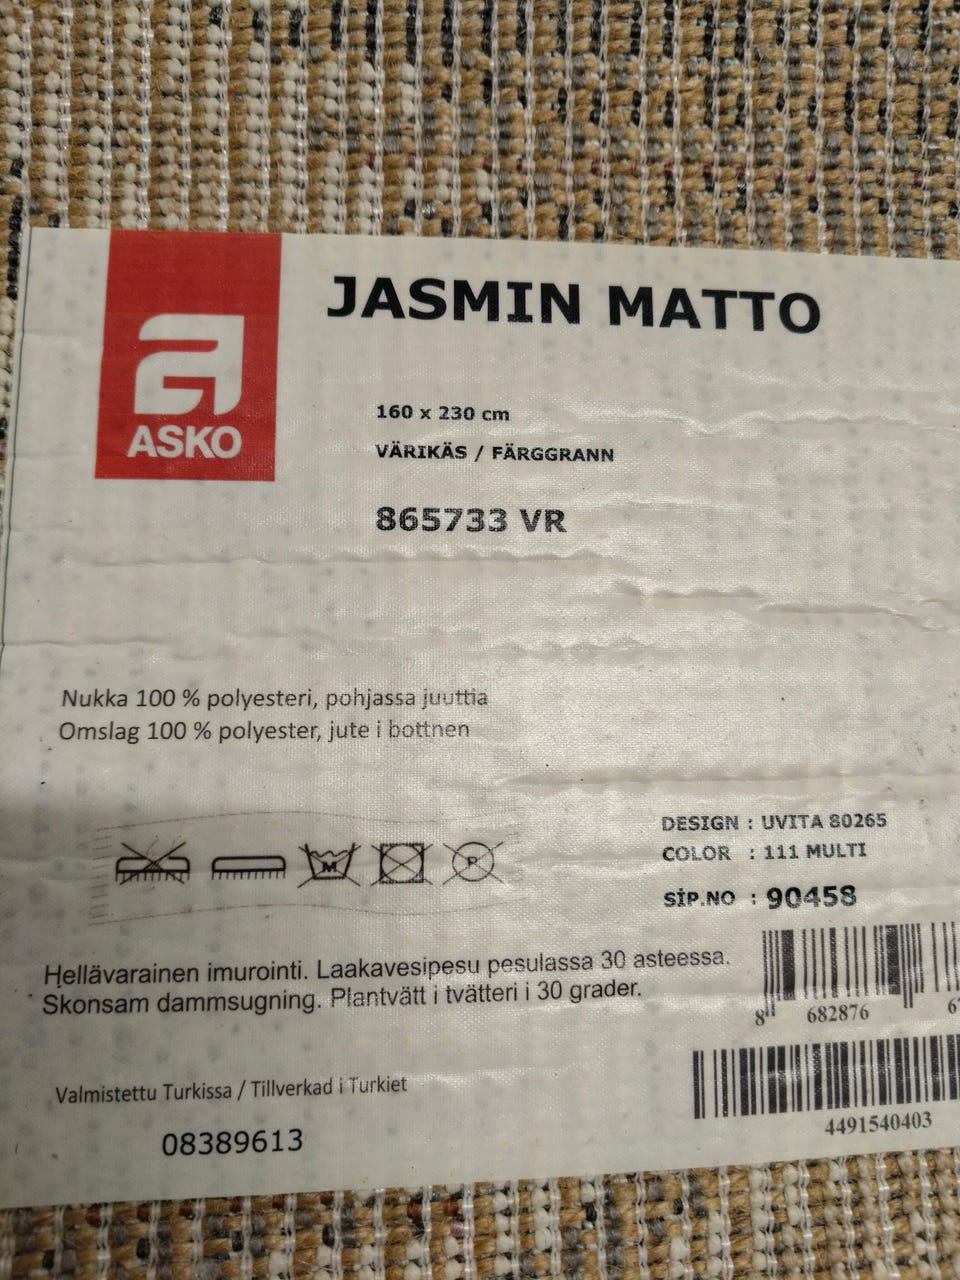 JASMIN MATTO
a
ASKO
160 x 230 cm
VÄRIKÄS / FÄRGGRANN
865733 VR
Nukka 100 % polyesteri, pohjassa juuttia
Omslag 100 % polyester, jute i bottnen
DESIGN : UVITA 80265
COLOR : 111 MULTI
SİP.NO : 90458
M
P
Hellävarainen imurointi. Laakavesipesu pesulassa 30 asteessa.
Skonsam dammsugning. Plantvätt i tvätteri i 30 grader.
8 682876 6
4491540403
Valmistettu Turkissa / Tillverkad i Turkiet
08389613